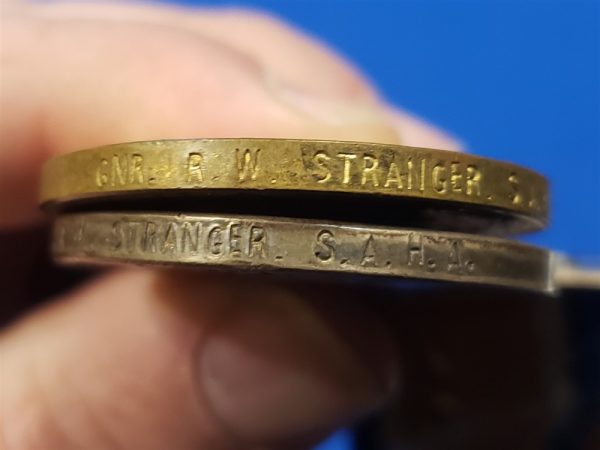 GNR. R. W. STRANGER. S.A.
STRANGER. S.A.H.A.